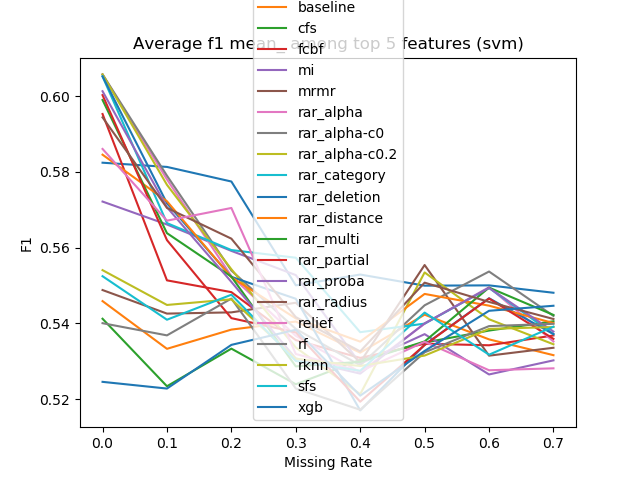 baseline
Average f1 mean_ among top 5 features (svm)
cfs
fcbf
mi
mrmr
rar_alpha
rar_alpha-c0
rar_alpha-c0.2
rar_category
rar_deletion
rar_distance
rar_multi
rar_partial
rar_proba
rar_radius
relief
rf
rknn
sfs
xgb
0.60
0.58
0.56
0.54
0.52
F1
0.0 0.1 0.2 0.3 0.4 0.5 0.6 0.7
Missing Rate